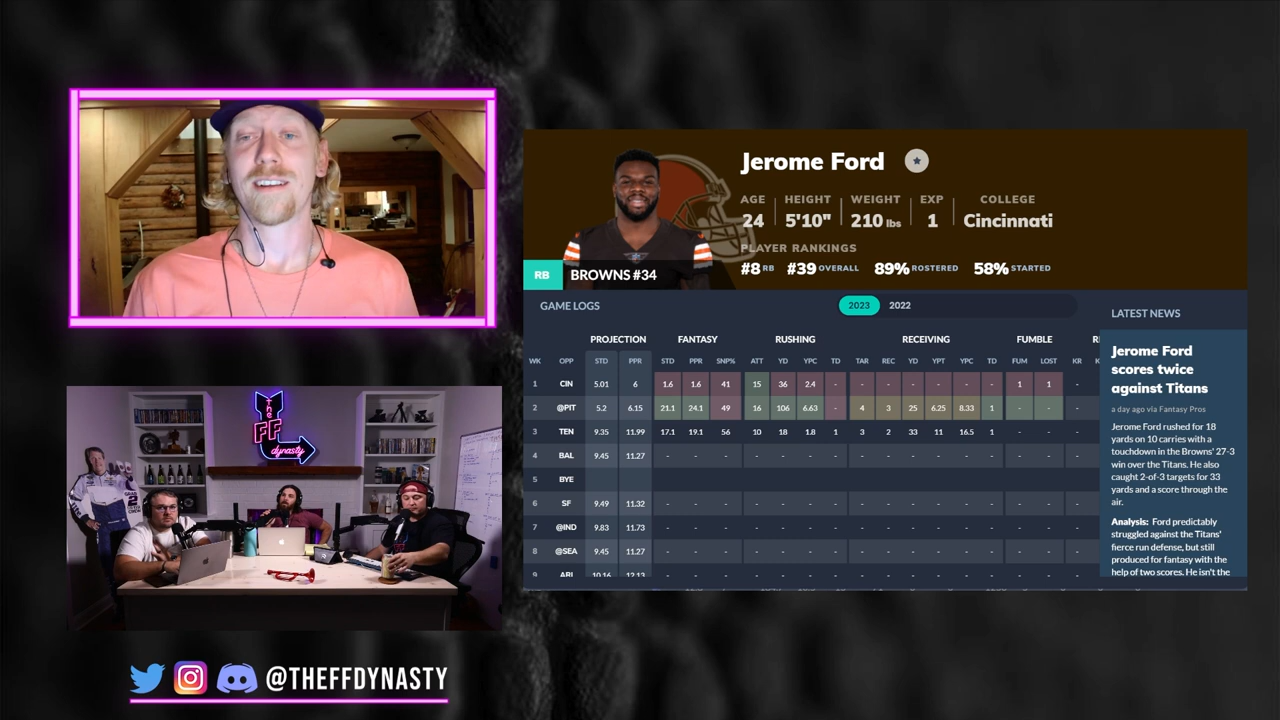 Jerome Ford
AGE HEIGHT WEIGHT EXP COLLEGE
24 5'10" 210 lbs 1 Cincinnati
PLAYER RANKINGS
#8 RB #39 OVERALL 89% ROSTERED 58% STARTED
RB BROWNS #34
GAME LOGS 2023 2022
PROJECTION FANTASY RUSHING RECEIVING FUMBLE
WK OPP STD PPR STD PPR SNP% ATT YD YPC TD TAR REC YD YPT YPC TD FUM LOST KR
1 CIN 5.01 6 1.6 1.6 41 15 36 2.4 - - - - - - - 1 1 -
2 @PIT 5.2 6.15 21.1 24.1 49 16 106 6.63 - 4 3 25 6.25 8.33 1 - - -
3 TEN 9.35 11.99 17.1 19.1 56 10 18 1.8 1 3 2 33 11 16.5 1 - - -
4 BAL 9.45 11.27 - - - - - - - - - - - - - - - -
5 BYE - - - - - - - - - - - - - - - -
6 SF 9.49 11.32 - - - - - - - - - - - - - - - -
7 @IND 9.83 11.73 - - - - - - - - - - - - - - - -
8 @SEA 9.45 11.27 - - - - - - - - - - - - - - - -
9 ARI 10.16 12.13 - - - - - - - - - - - - - - - -
LATEST NEWS
Jerome Ford
scores twice
against Titans
a day ago via Fantasy Pros
Jerome Ford rushed for 18
yards on 10 carries with a
touchdown in the Browns' 27-3
win over the Titans. He also
caught 2-of-3 targets for 33
yards and a score through the
air.
Analysis: Ford predictably
struggled against the Titans'
fierce run defense, but still
produced for fantasy with the
help of two scores. He isn't the
The
FF
dynasty
@THEFFDYNASTY